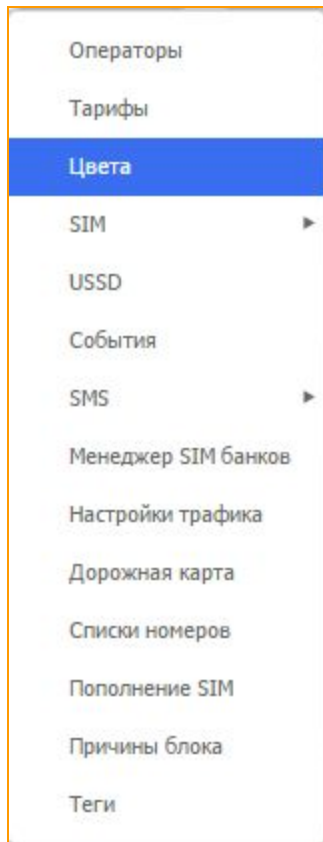 Операторы
Тарифы
Цвета
SIM
USSD
События
SMS
Менеджер SIM банков
Настройки трафика
Дорожная карта
Списки номеров
Пополнение SIM
Причины блока
Теги